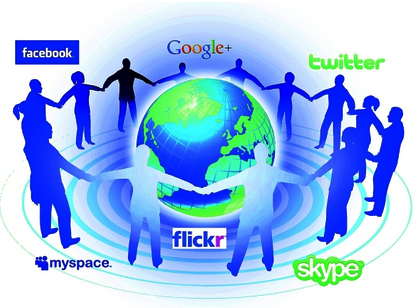 facebook
Google+
twitter
flickr
myspace.
skype